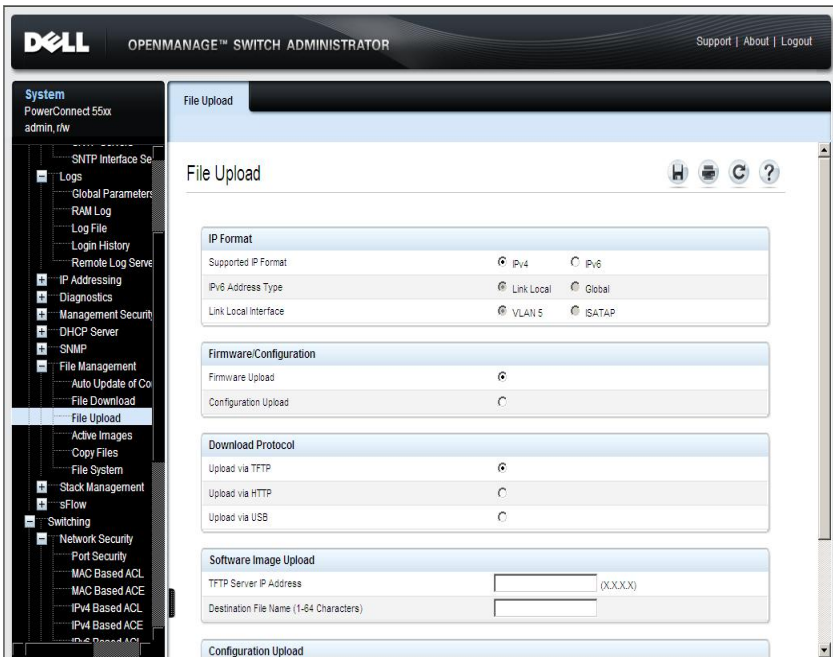 DELL OPENMANAGE™ SWITCH ADMINISTRATOR Support | About | Logout
System
PowerConnect 55xx
admin, r/w
SNTP Interface Se
Logs
Global Parameters
RAM Log
Log File
Login History
Remote Log Serve
IP Addressing
Diagnostics
Management Securit
DHCP Server
SNMP
File Management
Auto Update of Co
File Download
File Upload
Active Images
Copy Files
File System
Stack Management
sFlow
Switching
Network Security
Port Security
MAC Based ACL
MAC Based ACE
IPv4 Based ACL
IPv4 Based ACE
IPv6 Based ACL
File Upload
File Upload
IP Format
Supported IP Format IPv4 IPv6
IPv6 Address Type Link Local Global
Link Local Interface VLAN 5 ISATAP
Firmware/Configuration
Firmware Upload
Configuration Upload
Download Protocol
Upload via TFTP
Upload via HTTP
Upload via USB
Software Image Upload
TFTP Server IP Address (X.X.X.X)
Destination File Name (1-64 Characters)
Configuration Upload